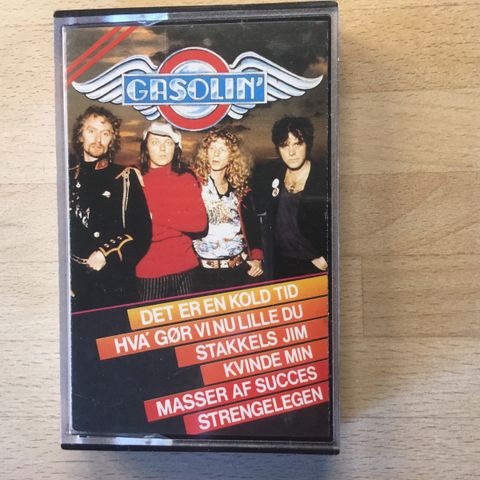 GASOLIN'
DET ER EN KOLD TID
HVA' GØR VI NU LILLE DU
STAKKELS JIM
KVINDE MIN
MASSER AF SUCCES
STRENGELEGEN